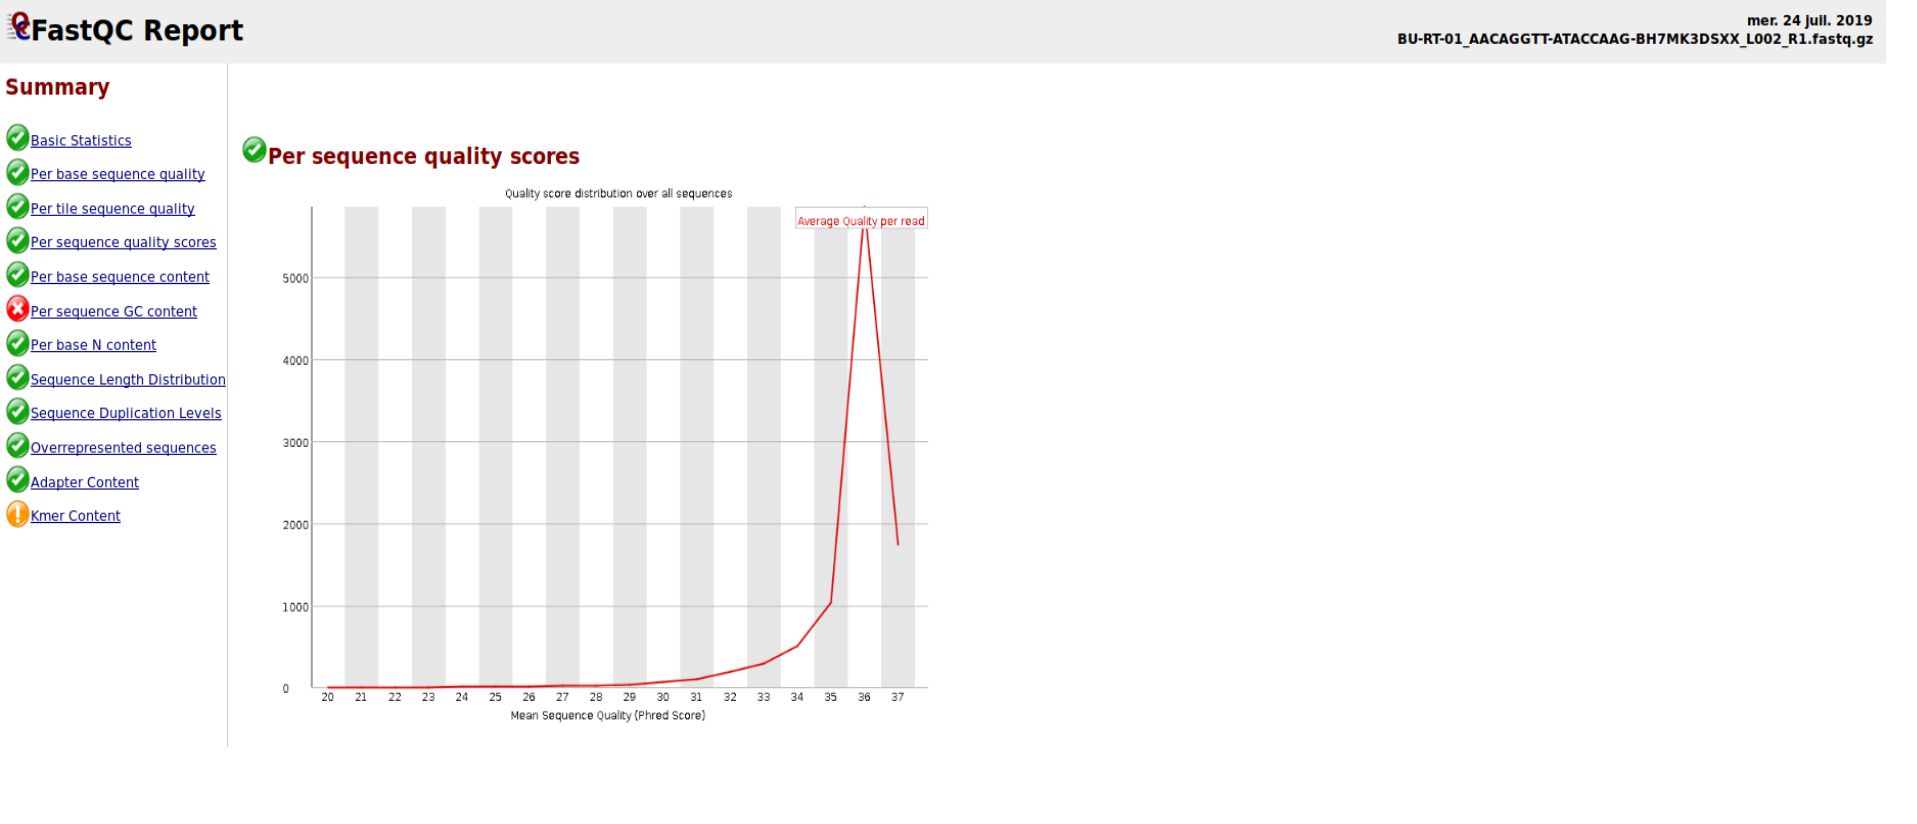 FastQC Report
mer. 24 juil. 2019
BU-RT-01_AACAGGTT-ATACCAAG-BH7MK3DSXX_L002_R1.fastq.gz
Summary
Basic Statistics
Per base sequence quality
Per tile sequence quality
Per sequence quality scores
Per base sequence content
Per sequence GC content
Per base N content
Sequence Length Distribution
Sequence Duplication Levels
Overrepresented sequences
Adapter Content
Kmer Content
Per sequence quality scores
Quality score distribution over all sequences
Average Quality per read
5000
4000
3000
2000
1000
0
20 21 22 23 24 25 26 27 28 29 30 31 32 33 34 35 36 37
Mean Sequence Quality (Phred Score)